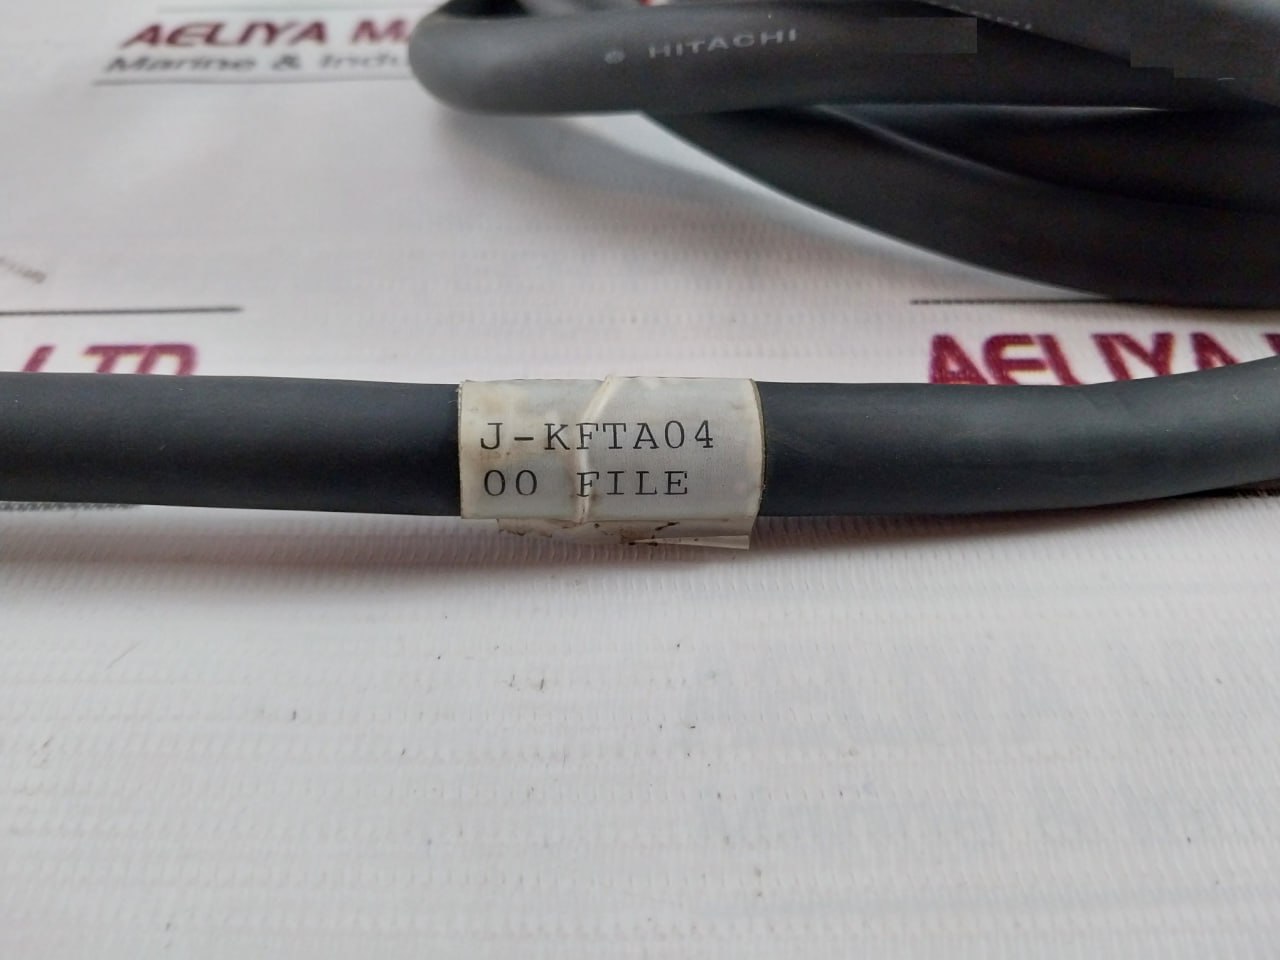 AELIYA MA
Marine & Indu
HITACHI
LTD
AELIYA
J-KFTA04
00 FILE